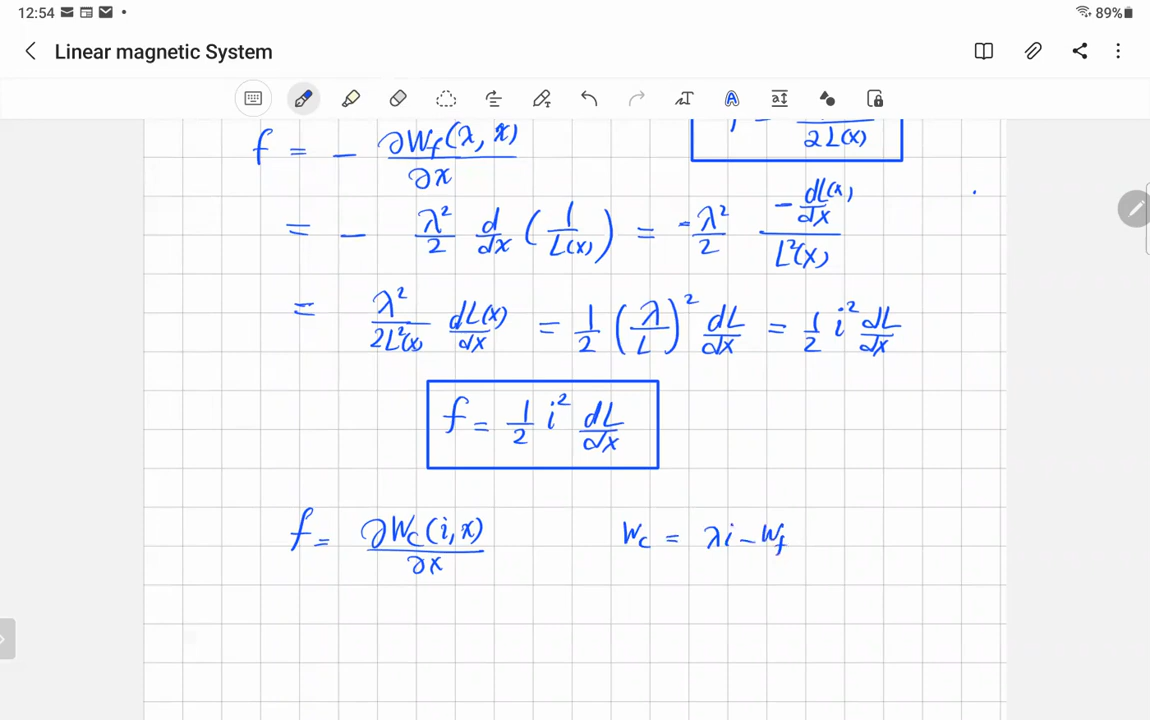 12:54 89%
Linear magnetic System
f = - ∂W_f(λ, x) / ∂x
2L(x)
= - λ²/2 d/dx (1/L(x)) = -λ²/2 (-dL(x)/dx) / L²(x)
= λ²/2L²(x) dL(x)/dx = 1/2 (λ/L)² dL/dx = 1/2 i² dL/dx
f = 1/2 i² dL/dx
f = ∂W_c(i, x) / ∂x W_c = λi - W_f